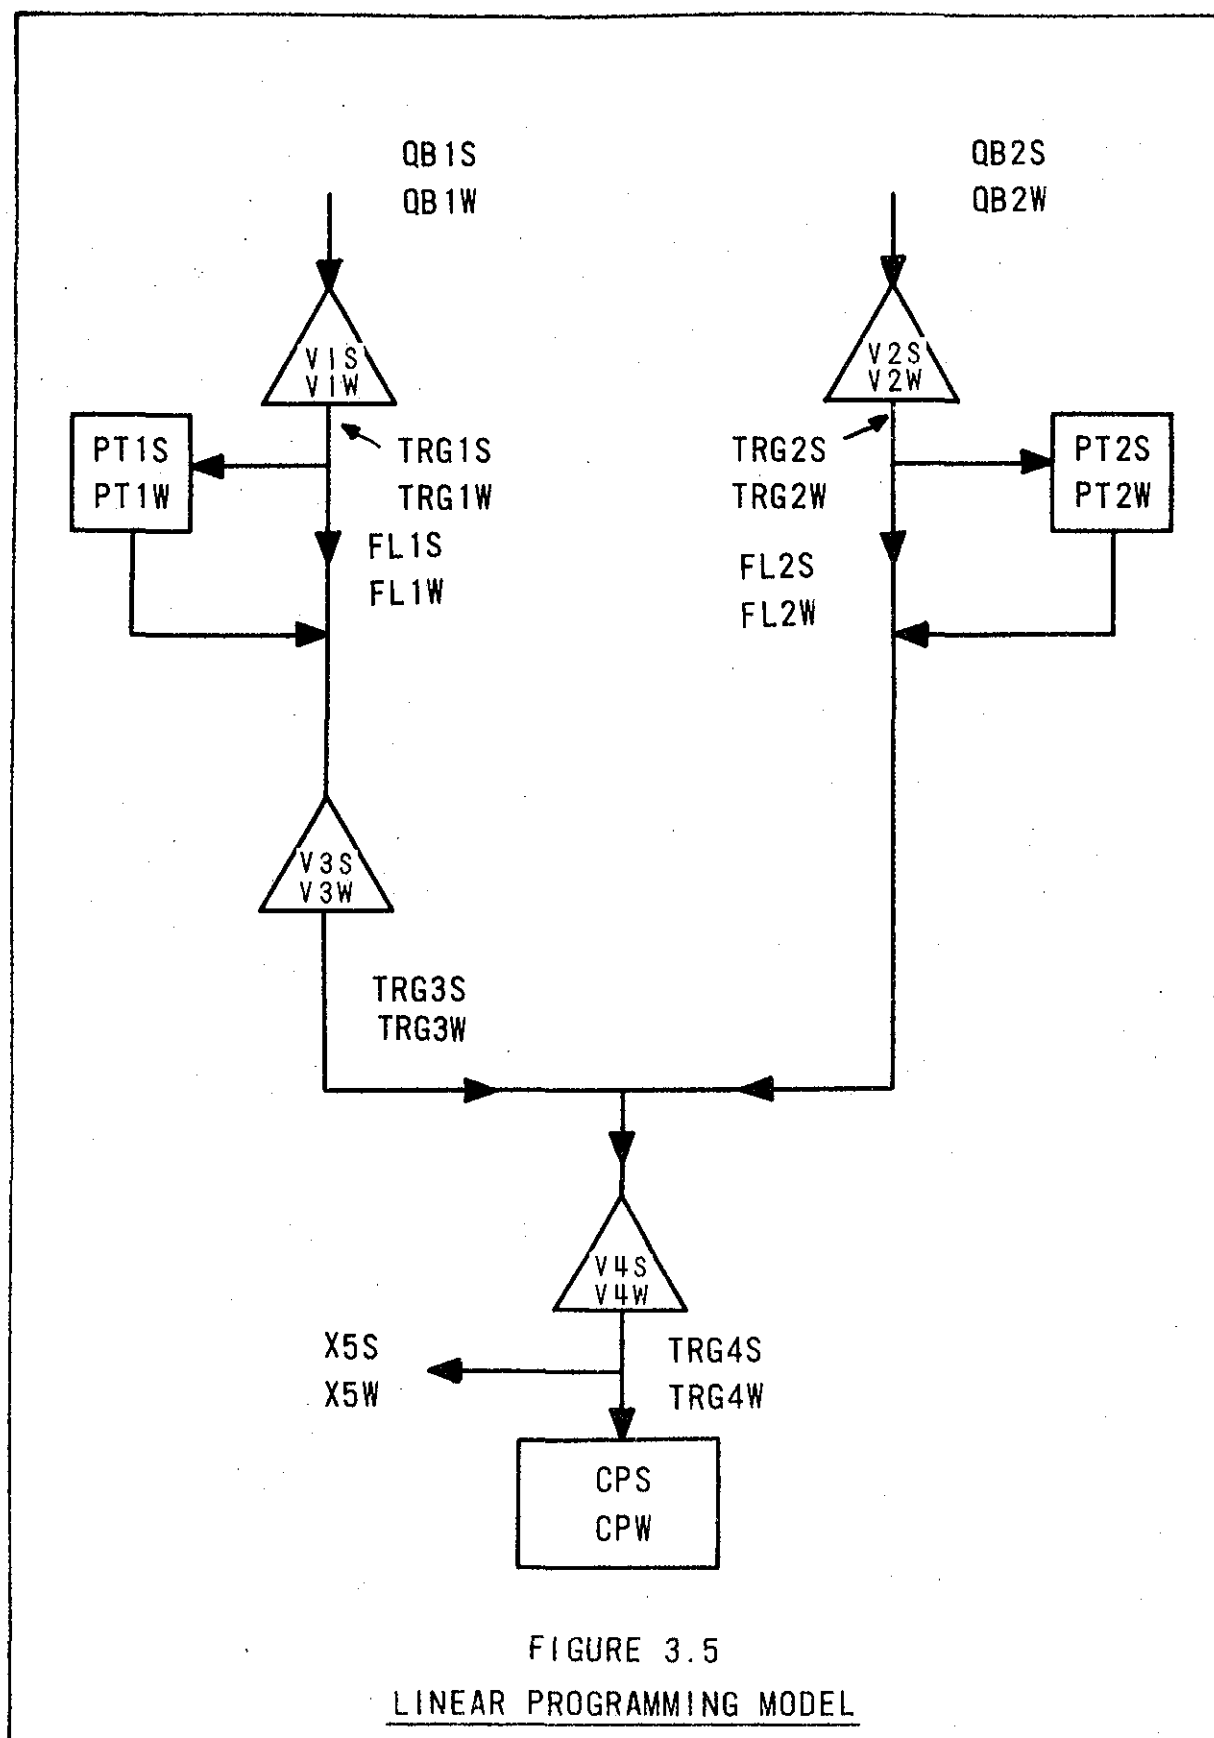 QB1S
QB1W
QB2S
QB2W
V1S
V1W
V2S
V2W
PT1S
PT1W
TRG1S
TRG1W
TRG2S
TRG2W
PT2S
PT2W
FL1S
FL1W
FL2S
FL2W
V3S
V3W
TRG3S
TRG3W
V4S
V4W
X5S
X5W
TRG4S
TRG4W
CPS
CPW
FIGURE 3.5
LINEAR PROGRAMMING MODEL